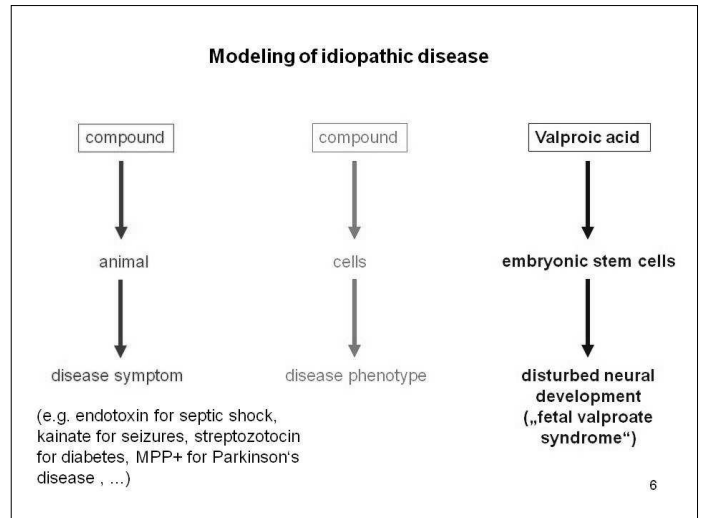 Modeling of idiopathic disease
compound
animal
disease symptom
(e.g. endotoxin for septic shock,
kainate for seizures, streptozotocin
for diabetes, MPP+ for Parkinson‘s
disease , ...)
compound
cells
disease phenotype
Valproic acid
embryonic stem cells
disturbed neural
development
(„fetal valproate
syndrome“)
6